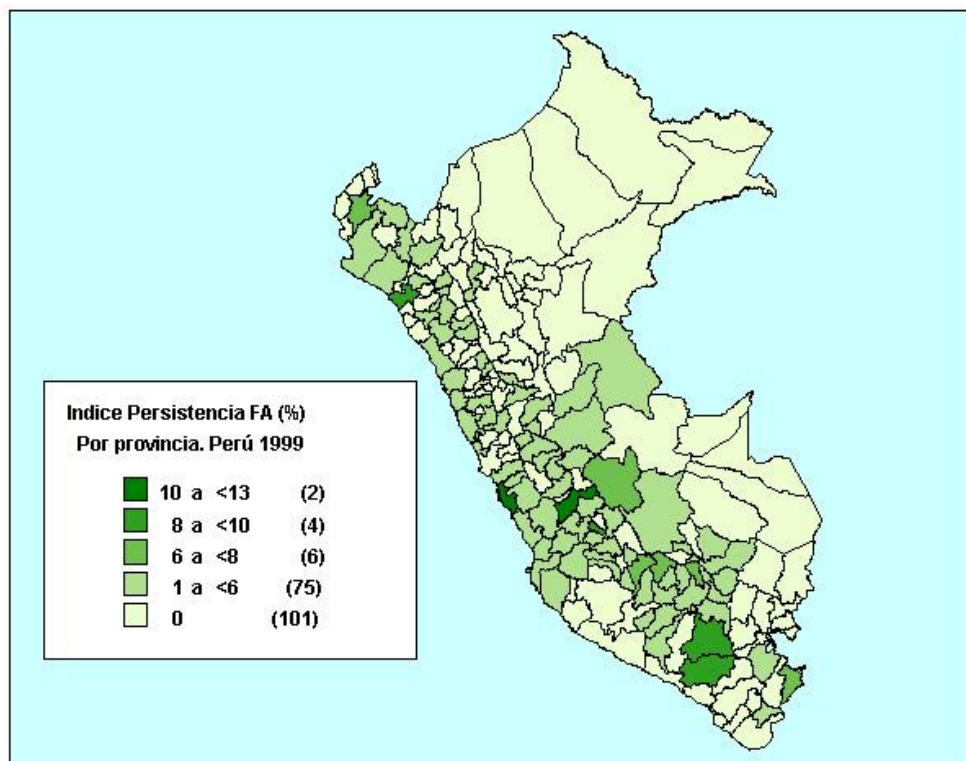 Indice Persistencia FA (%)
Por provincia. Perú 1999
10 a <13 (2)
8 a <10 (4)
6 a <8 (6)
1 a <6 (75)
0 (101)